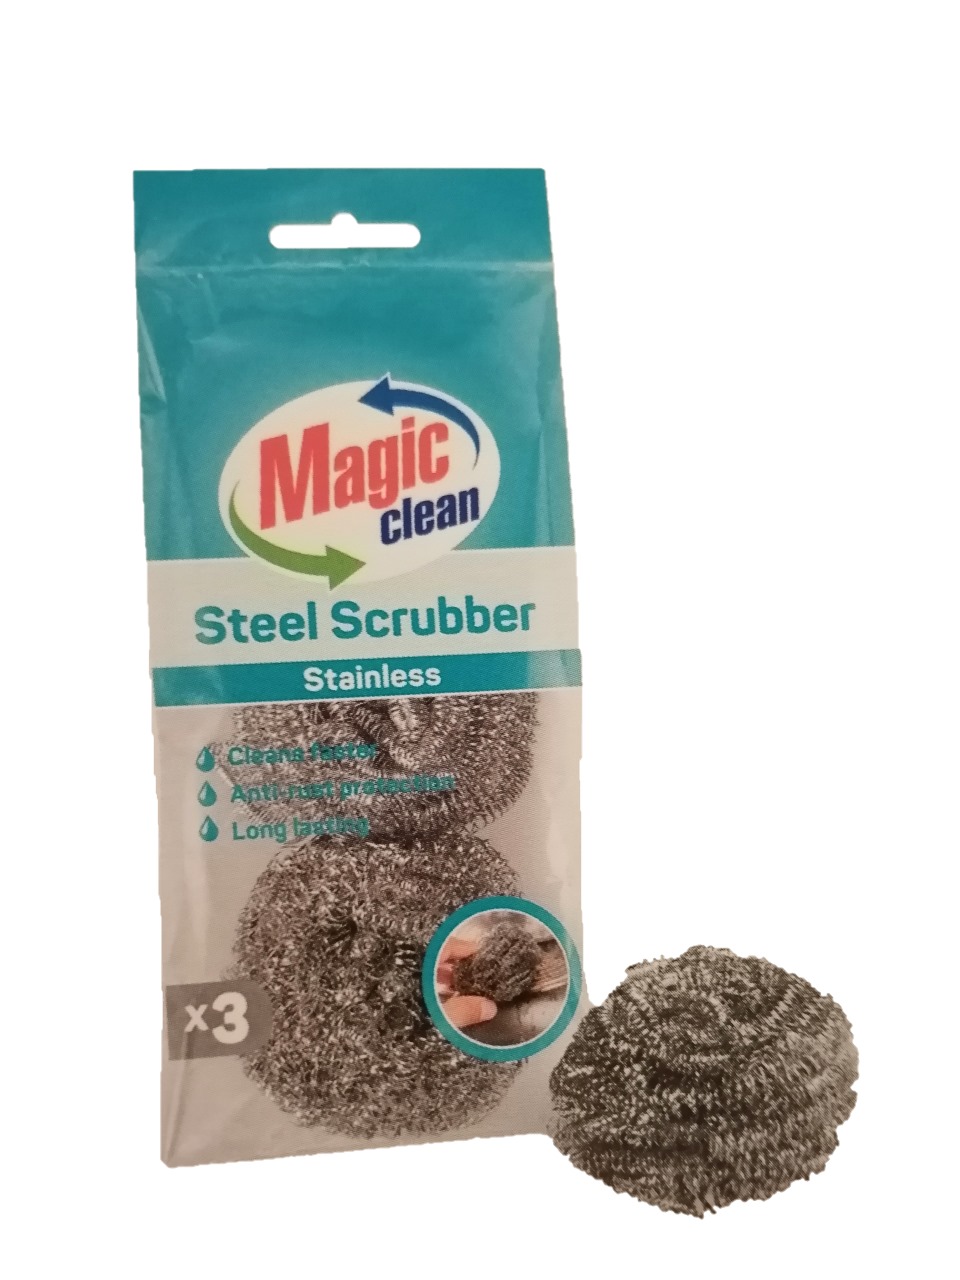 Magic
clean
Steel Scrubber
Stainless
Cleans faster
Anti-rust protection
Long lasting
x3